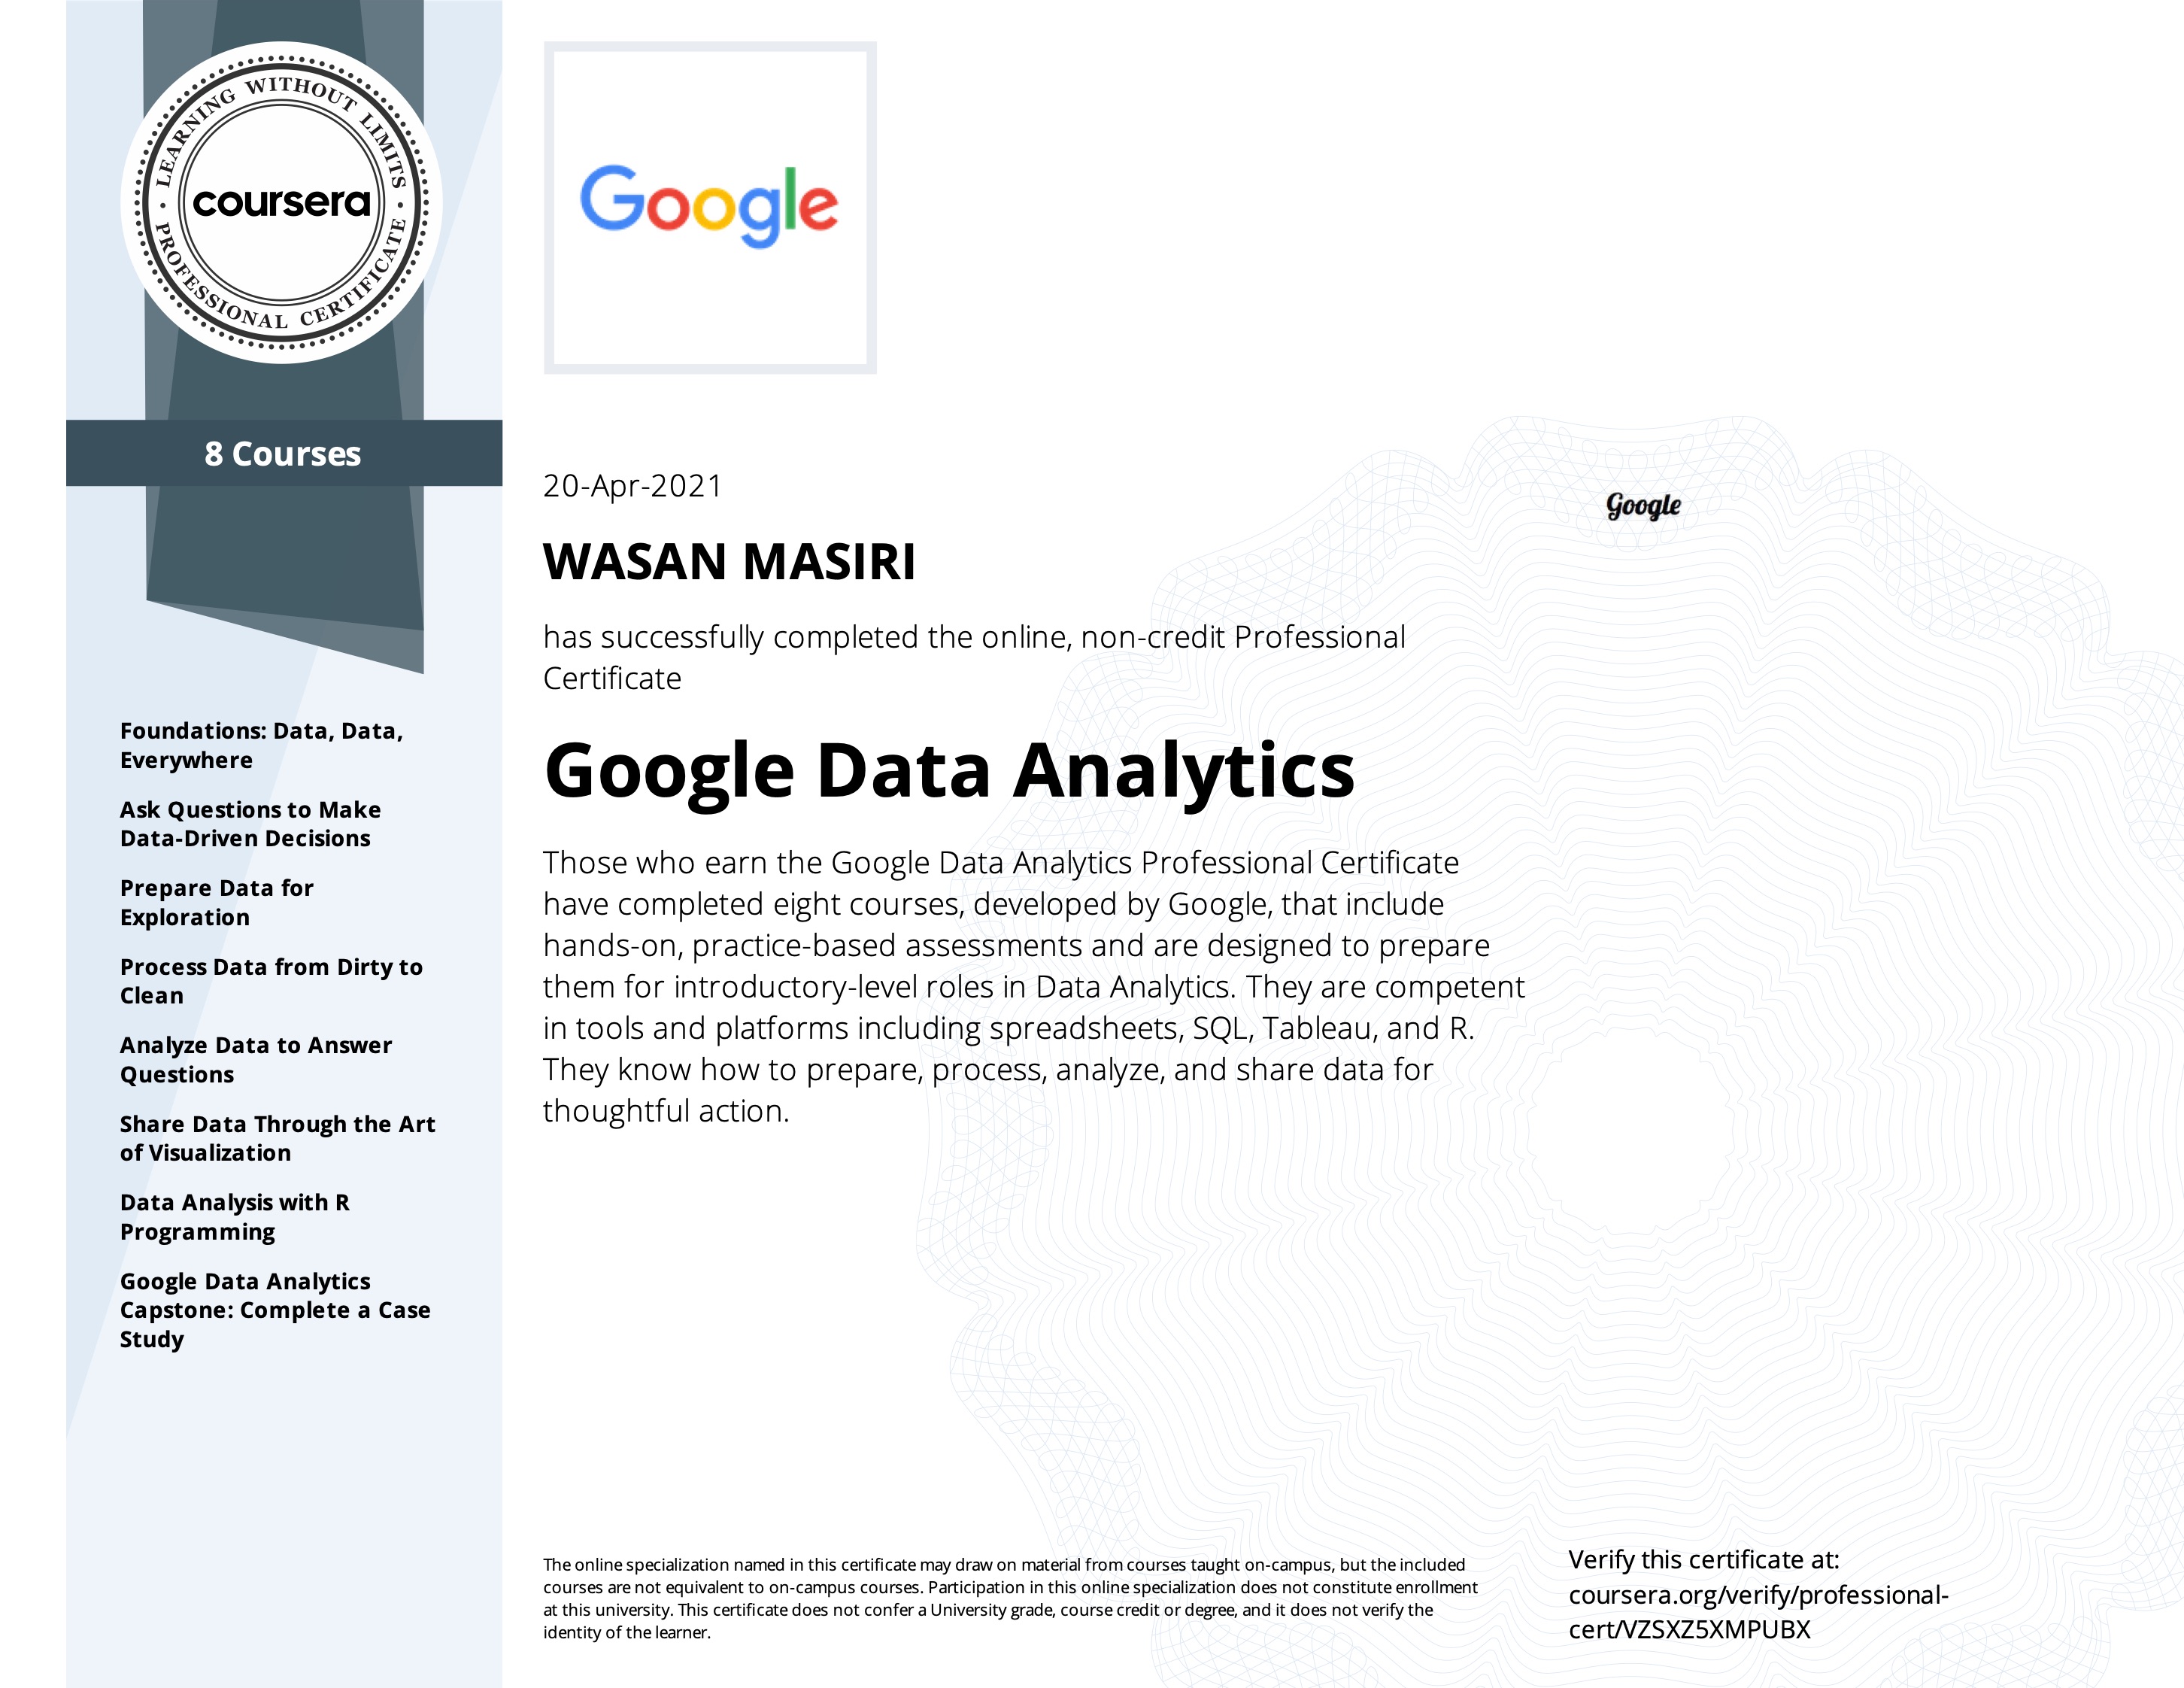 LEARNING WITHOUT LIMITS
coursera
PROFESSIONAL CERTIFICATE
8 Courses
Foundations: Data, Data,
Everywhere
Ask Questions to Make
Data-Driven Decisions
Prepare Data for
Exploration
Process Data from Dirty to
Clean
Analyze Data to Answer
Questions
Share Data Through the Art
of Visualization
Data Analysis with R
Programming
Google Data Analytics
Capstone: Complete a Case
Study
Google
20-Apr-2021
Google
WASAN MASIRI
has successfully completed the online, non-credit Professional
Certificate
Google Data Analytics
Those who earn the Google Data Analytics Professional Certificate
have completed eight courses, developed by Google, that include
hands-on, practice-based assessments and are designed to prepare
them for introductory-level roles in Data Analytics. They are competent
in tools and platforms including spreadsheets, SQL, Tableau, and R.
They know how to prepare, process, analyze, and share data for
thoughtful action.
The online specialization named in this certificate may draw on material from courses taught on-campus, but the included
courses are not equivalent to on-campus courses. Participation in this online specialization does not constitute enrollment
at this university. This certificate does not confer a University grade, course credit or degree, and it does not verify the
identity of the learner.
Verify this certificate at:
coursera.org/verify/professional-
cert/VZSXZ5XMPUBX